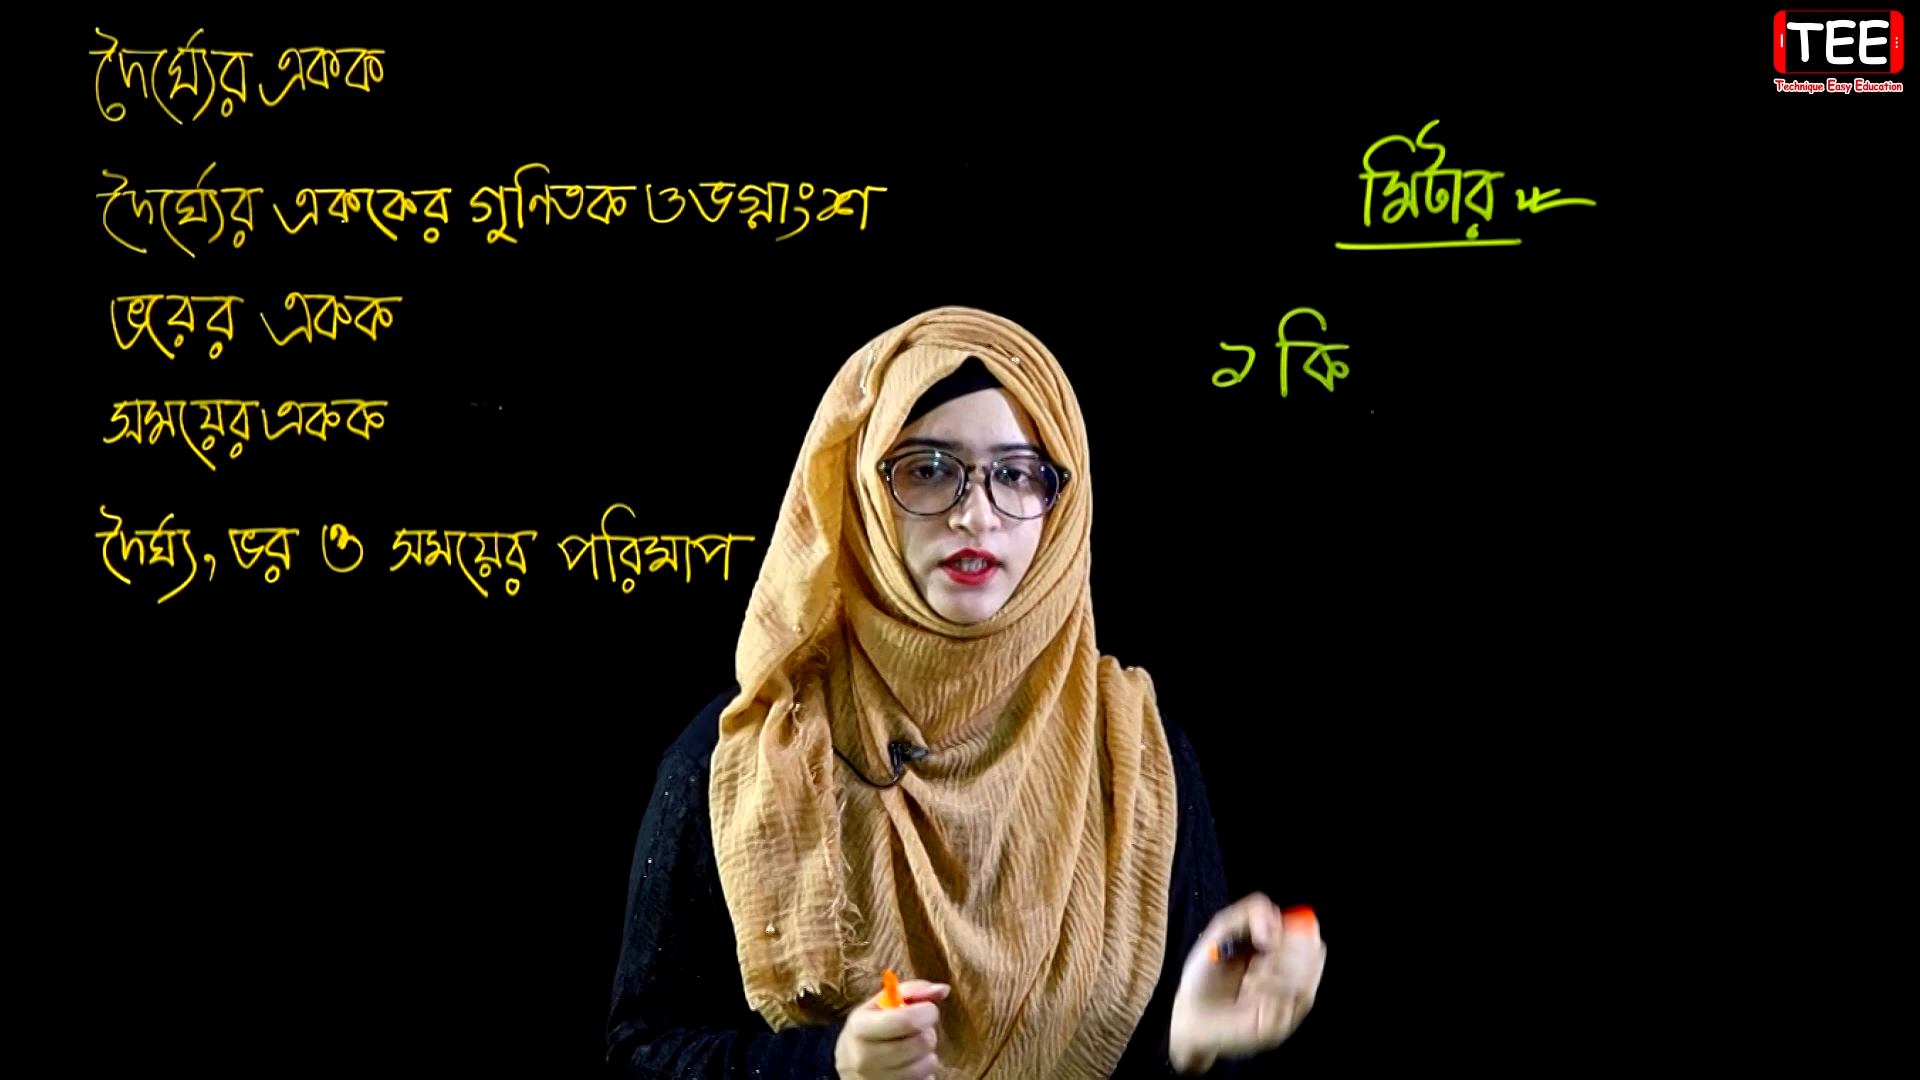 দৈর্ঘ্যের একক
দৈর্ঘ্যের এককের গুনিতক ও ভগ্নাংশ
ভরের একক
সময়ের একক
দৈর্ঘ্য, ভর ও সময়ের পরিমাপ
মিটার
১ কি
TEE
Technique Easy Education